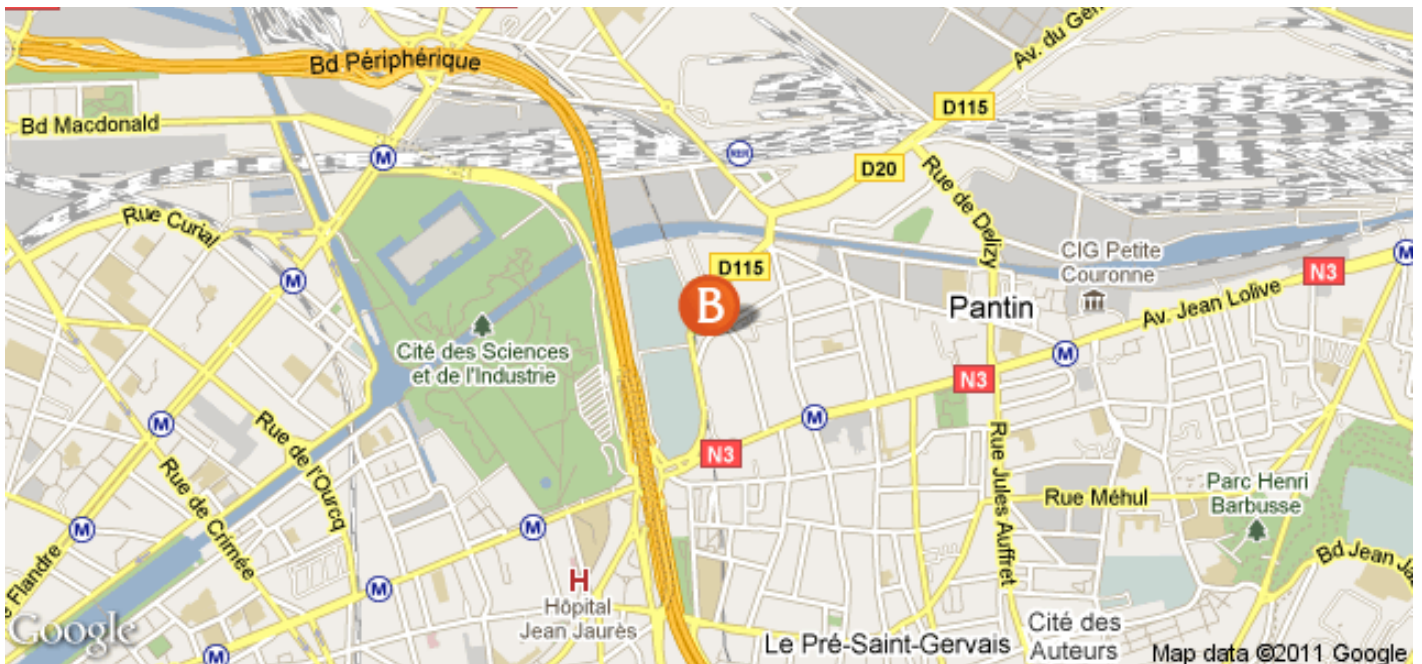 Bd Périphérique
Av. du Gén
D115
Bd Macdonald
M
RER
D20
Rue Curial
Rue de Delizy
CIG Petite
Couronne
M
D115
N3
M
B
Pantin
Av. Jean Lolive
Cité des Sciences
et de l'Industrie
M
N3
M
M
Rue de l'Ourcq
N3
Rue de Crimée
Rue Jules Auffret
Parc Henri
Barbusse
Rue Méhul
M
M
Flandre
Bd Jean Ja
H
Hôpital
Jean Jaurès
M
Google
M
Le Pré-Saint-Gervais
Cité des
Auteurs
Map data ©2011 Google